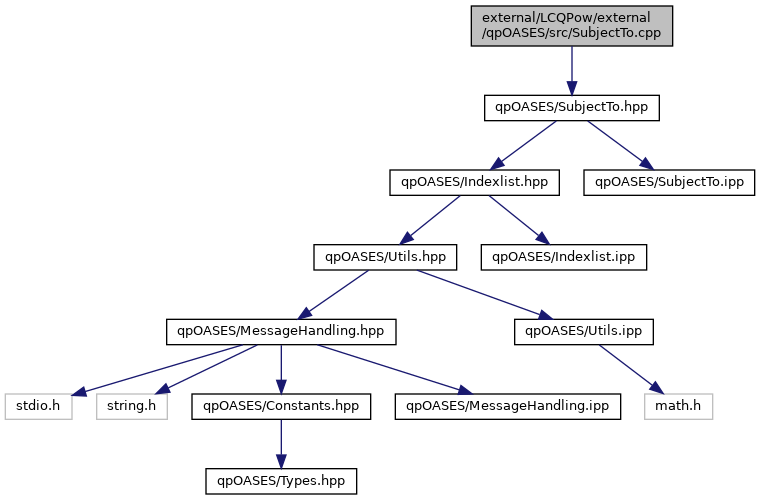 external/LCQPow/external
/qpOASES/src/SubjectTo.cpp
qpOASES/SubjectTo.hpp
qpOASES/Indexlist.hpp
qpOASES/SubjectTo.ipp
qpOASES/Utils.hpp
qpOASES/Indexlist.ipp
qpOASES/MessageHandling.hpp
qpOASES/Utils.ipp
stdio.h
string.h
qpOASES/Constants.hpp
qpOASES/MessageHandling.ipp
math.h
qpOASES/Types.hpp